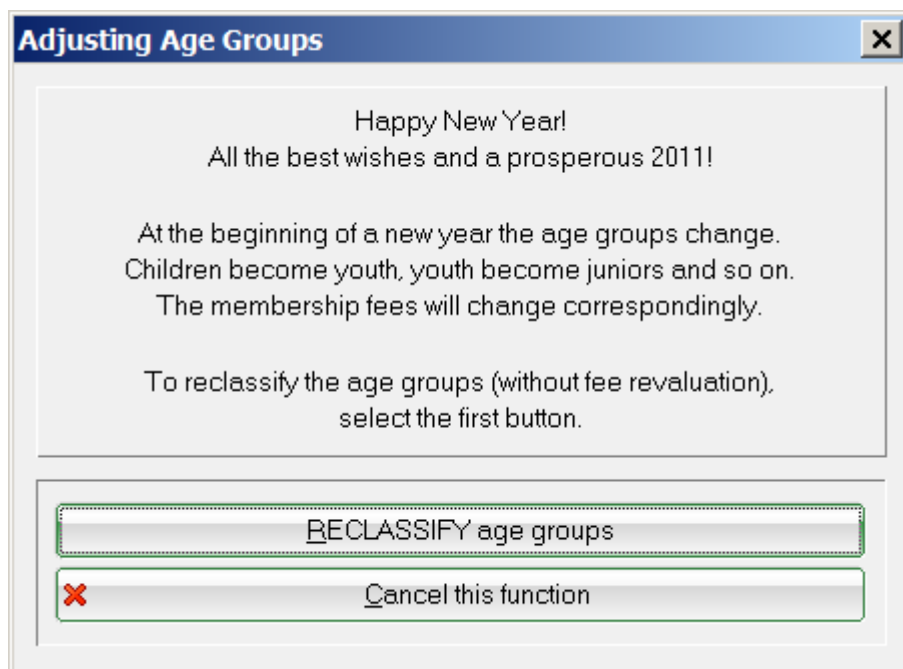 Adjusting Age Groups
Happy New Year!
All the best wishes and a prosperous 2011!
At the beginning of a new year the age groups change.
Children become youth, youth become juniors and so on.
The membership fees will change correspondingly.
To reclassify the age groups (without fee revaluation),
select the first button.
RECLASSIFY age groups
Cancel this function